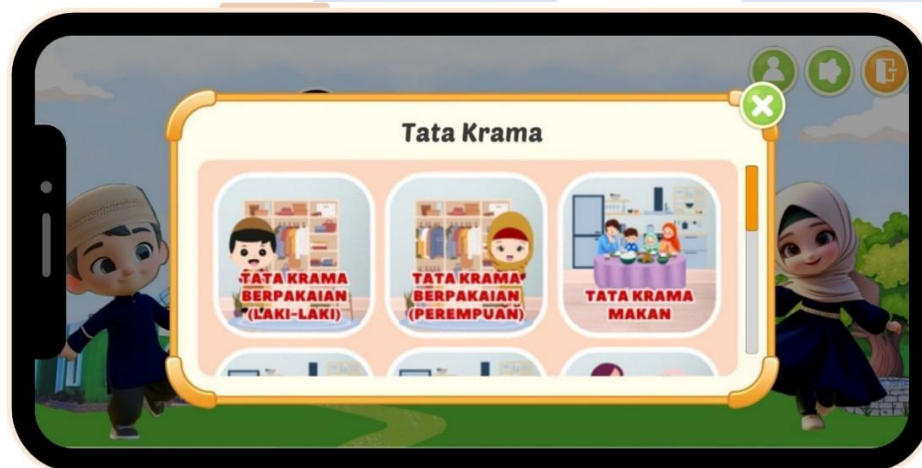 Tata Krama
TATA KRAMA
BERPAKAIAN
(LAKI-LAKI)
TATA KRAMA
BERPAKAIAN
(PEREMPUAN)
TATA KRAMA
MAKAN